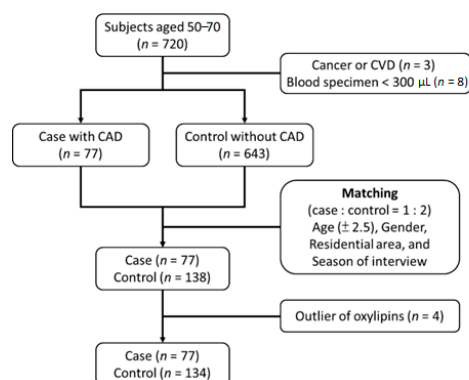 Subjects aged 50–70
(n = 720)
Cancer or CVD (n = 3)
Blood specimen < 300 μL (n = 8)
Case with CAD
(n = 77)
Control without CAD
(n = 643)
Matching
(case : control = 1 : 2)
Age (± 2.5), Gender,
Residential area, and
Season of interview
Case (n = 77)
Control (n = 138)
Outlier of oxylipins (n = 4)
Case (n = 77)
Control (n = 134)